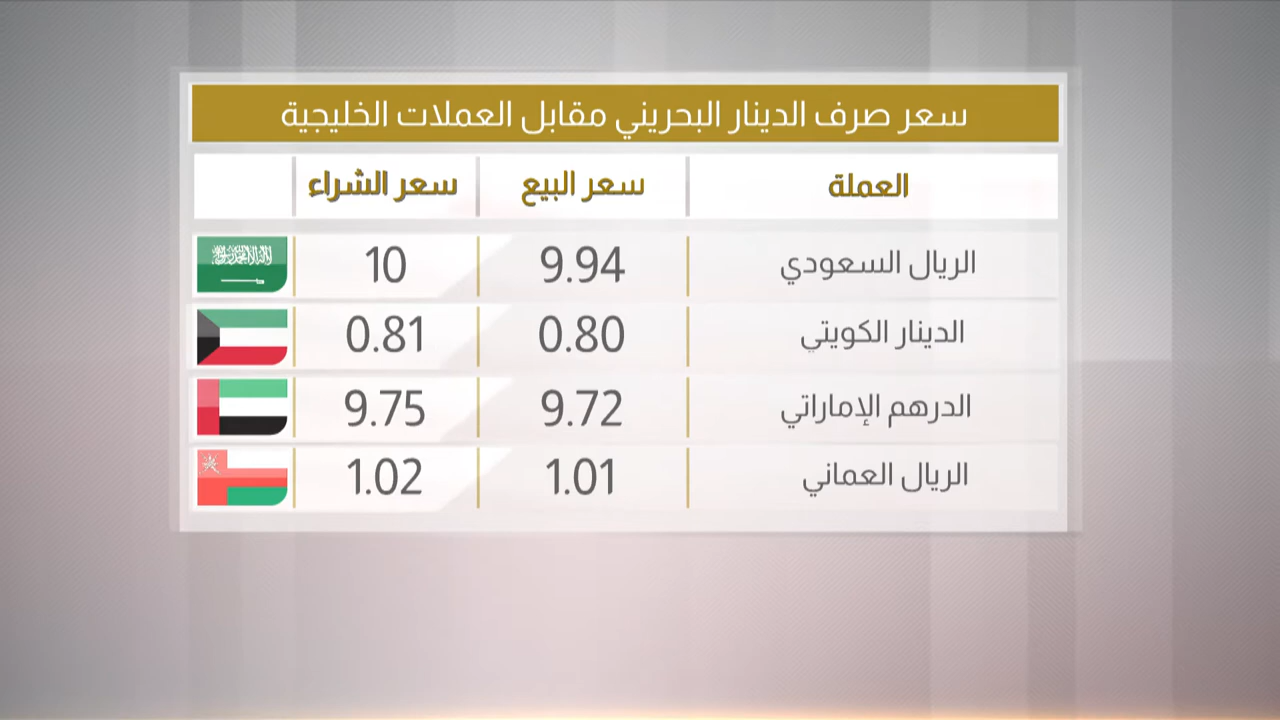 سعر صرف الدينار البحريني مقابل العملات الخليجية
العملة سعر البيع سعر الشراء
الريال السعودي 9.94 10
الدينار الكويتي 0.80 0.81
الدرهم الإماراتي 9.72 9.75
الريال العماني 1.01 1.02